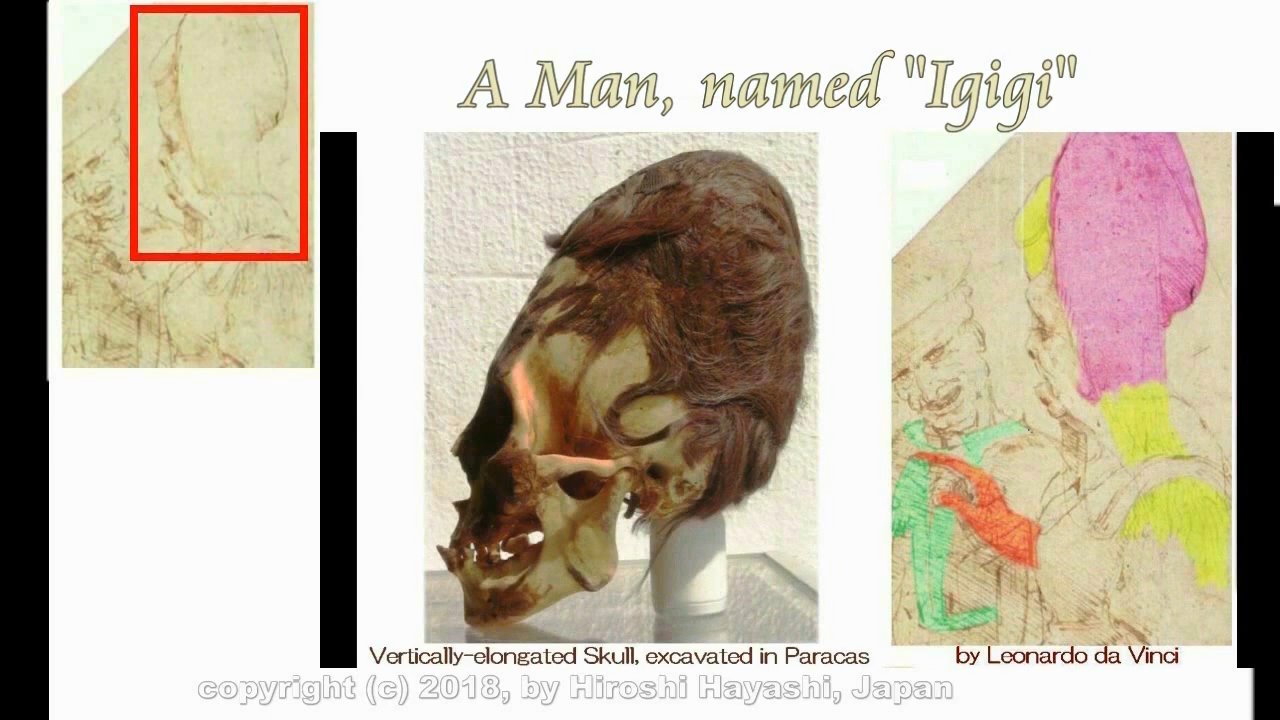 A Man, named "Igigi"
Vertically-elongated Skull, excavated in Paracas
by Leonardo da Vinci
copyright (c) 2018, by Hiroshi Hayashi, Japan